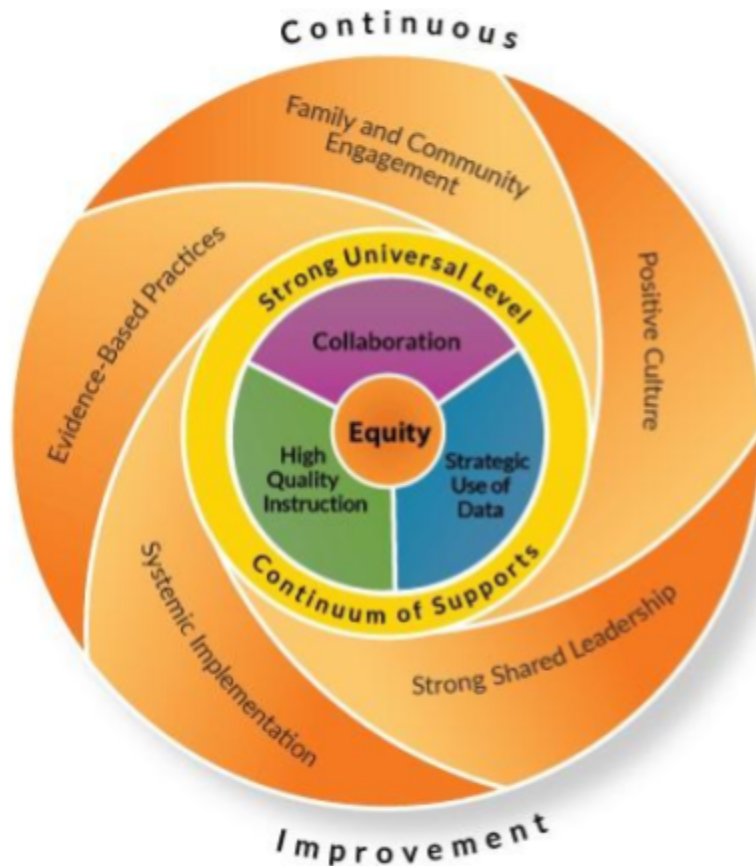 Continuous
Family and Community
Engagement
Positive Culture
Evidence-Based Practices
Strong Universal Level
Collaboration
Equity
High
Quality
Instruction
Strategic
Use of
Data
Continuum of Supports
Systemic Implementation
Strong Shared Leadership
Improvement